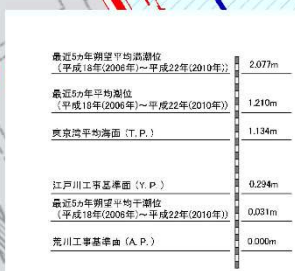 最近5ヵ年朔望平均満潮位
(平成18年(2006年)～平成22年(2010年)) 2.077m
最近5ヵ年平均潮位
(平成18年(2006年)～平成22年(2010年)) 1.210m
東京湾平均海面 (T.P.) 1.134m
江戸川工事基準面 (Y.P.) 0.294m
最近5ヵ年朔望平均干潮位
(平成18年(2006年)～平成22年(2010年)) 0.031m
荒川工事基準面 (A.P.) 0.000m